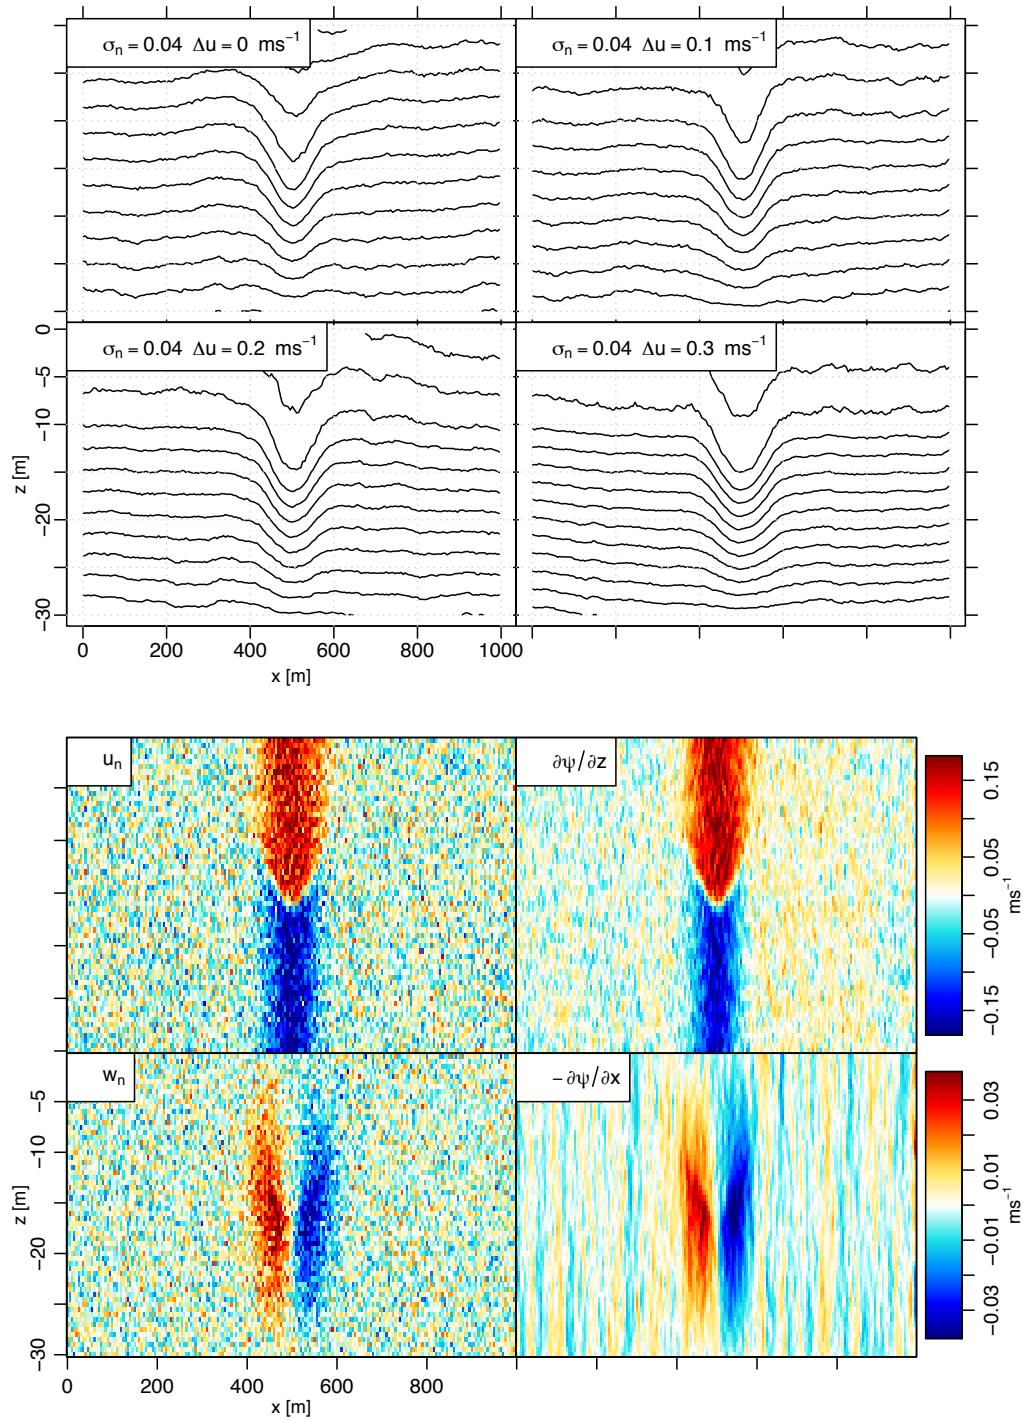 σn = 0.04 Δu = 0 ms−1
σn = 0.04 Δu = 0.1 ms−1
σn = 0.04 Δu = 0.2 ms−1
σn = 0.04 Δu = 0.3 ms−1
0
−5
−10
−20
−30
z [m]
0 200 400 600 800 1000
x [m]
un
∂ψ/∂z
0.15
0.05
−0.05
−0.15
ms−1
wn
−∂ψ/∂x
−5
−10
−20
−30
z [m]
0.03
0.01
−0.01
−0.03
ms−1
0 200 400 600 800
x [m]